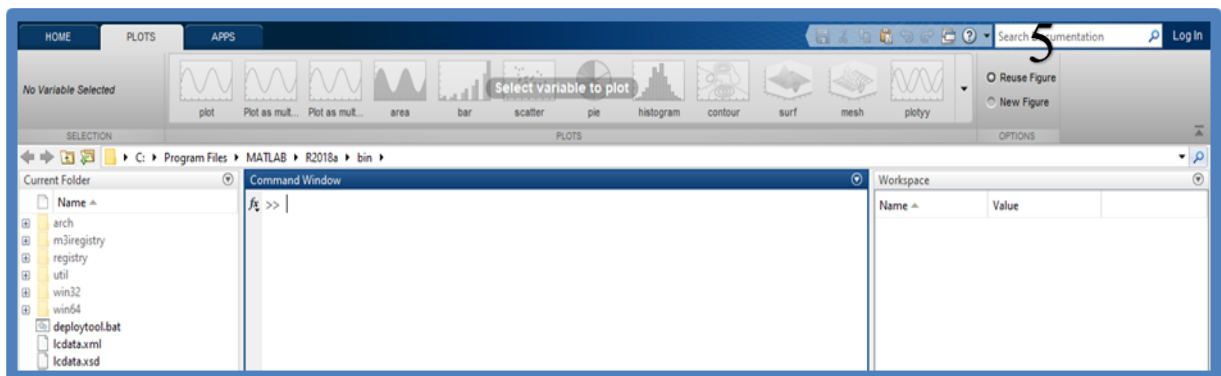 HOME PLOTS APPS
5
Search Documentation Log In
No Variable Selected
Select variable to plot
plot Plot as mult... Plot as mult... area bar scatter pie histogram contour surf mesh plotyy
Reuse Figure
New Figure
SELECTION PLOTS OPTIONS
C: Program Files MATLAB R2018a bin
Current Folder
Name
arch
m3iregistry
registry
util
win32
win64
deploytool.bat
lcdata.xml
lcdata.xsd
Command Window
fx >>
Workspace
Name Value